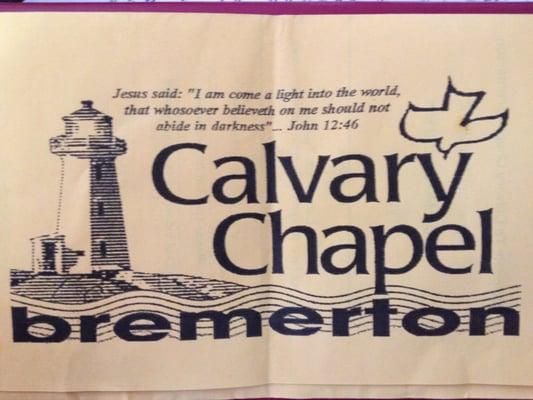 Jesus said: "I am come a light into the world,
that whosoever believeth on me should not
abide in darkness"... John 12:46
Calvary
Chapel
bremerton